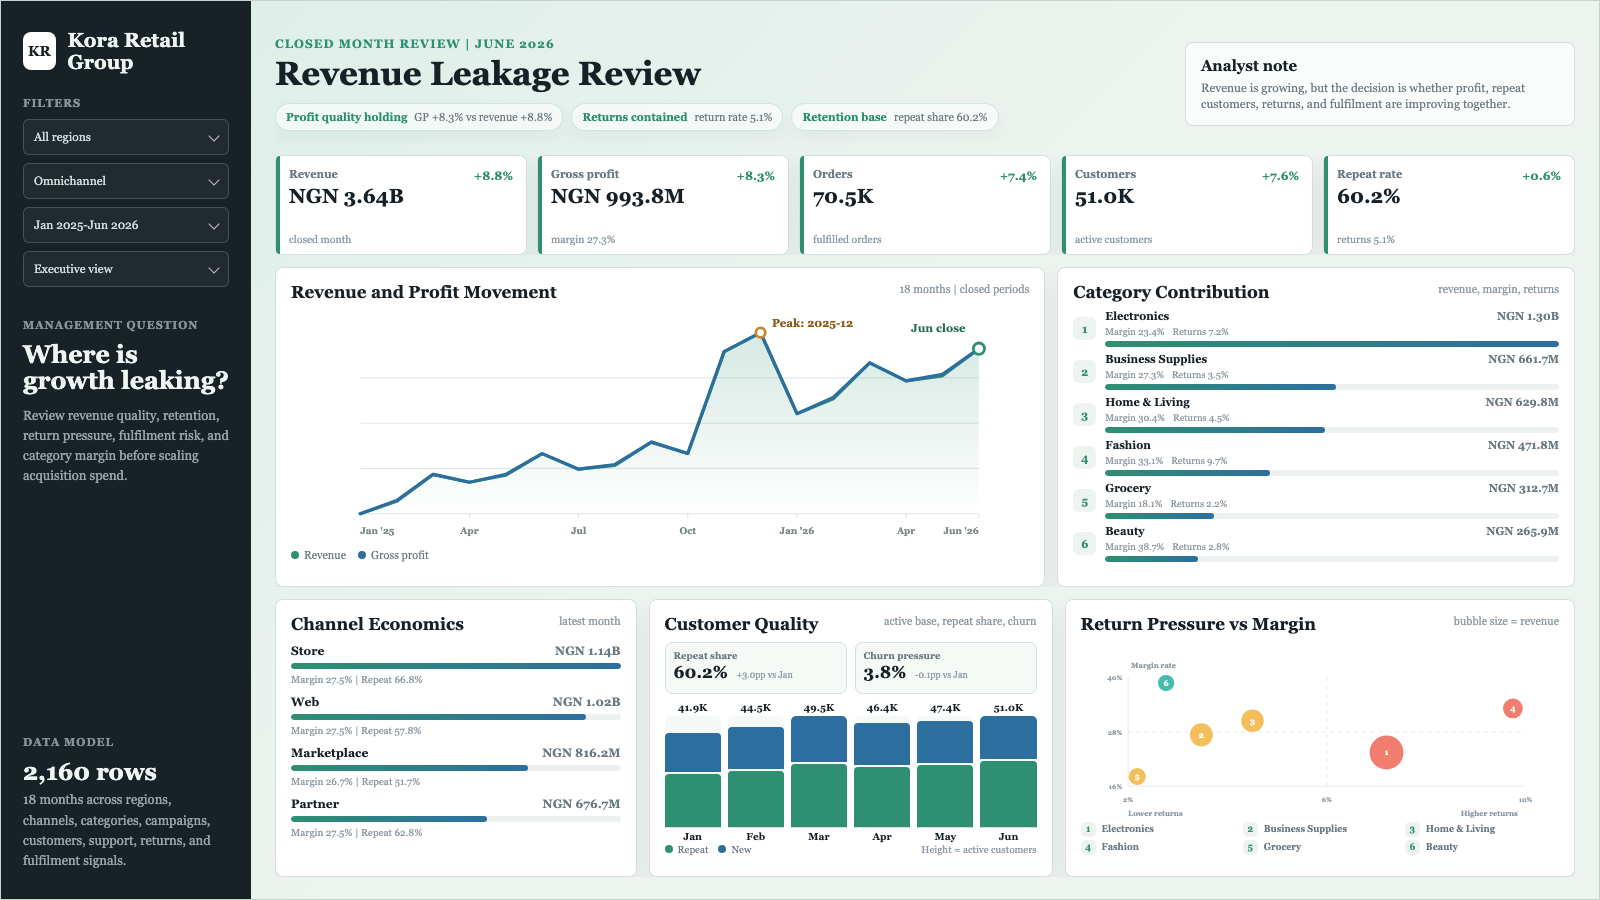 KR
Kora Retail
Group
FILTERS
All regions
Omnichannel
Jan 2025-Jun 2026
Executive view
MANAGEMENT QUESTION
Where is
growth leaking?
Review revenue quality, retention,
return pressure, fulfilment risk, and
category margin before scaling
acquisition spend.
DATA MODEL
2,160 rows
18 months across regions,
channels, categories, campaigns,
customers, support, returns, and
fulfilment signals.
CLOSED MONTH REVIEW | JUNE 2026
Revenue Leakage Review
Profit quality holding GP +8.3% vs revenue +8.8%
Returns contained return rate 5.1%
Retention base repeat share 60.2%
Analyst note
Revenue is growing, but the decision is whether profit, repeat
customers, returns, and fulfilment are improving together.
Revenue +8.8%
NGN 3.64B
closed month
Gross profit +8.3%
NGN 993.8M
margin 27.3%
Orders +7.4%
70.5K
fulfilled orders
Customers +7.6%
51.0K
active customers
Repeat rate +0.6%
60.2%
returns 5.1%
Revenue and Profit Movement 18 months | closed periods
Peak: 2025-12
Jun close
Jan '25 Apr Jul Oct Jan '26 Apr Jun '26
Revenue Gross profit
Category Contribution revenue, margin, returns
1 Electronics NGN 1.30B
Margin 23.4% Returns 7.2%
2 Business Supplies NGN 661.7M
Margin 27.3% Returns 3.5%
3 Home & Living NGN 629.8M
Margin 30.4% Returns 4.5%
4 Fashion NGN 471.8M
Margin 33.1% Returns 9.7%
5 Grocery NGN 312.7M
Margin 18.1% Returns 2.2%
6 Beauty NGN 265.9M
Margin 38.7% Returns 2.8%
Channel Economics latest month
Store NGN 1.14B
Margin 27.5% | Repeat 66.8%
Web NGN 1.02B
Margin 27.5% | Repeat 57.8%
Marketplace NGN 816.2M
Margin 26.7% | Repeat 51.7%
Partner NGN 676.7M
Margin 27.5% | Repeat 62.8%
Customer Quality active base, repeat share, churn
Repeat share
60.2% +3.0pp vs Jan
Churn pressure
3.8% -0.1pp vs Jan
41.9K 44.5K 49.5K 46.4K 47.4K 51.0K
Jan Feb Mar Apr May Jun
Repeat New Height = active customers
Return Pressure vs Margin bubble size = revenue
Margin rate
40%
28%
16%
6
4
3
2
1
5
2% 6% 10%
Lower returns Higher returns
1 Electronics 2 Business Supplies 3 Home & Living
4 Fashion 5 Grocery 6 Beauty